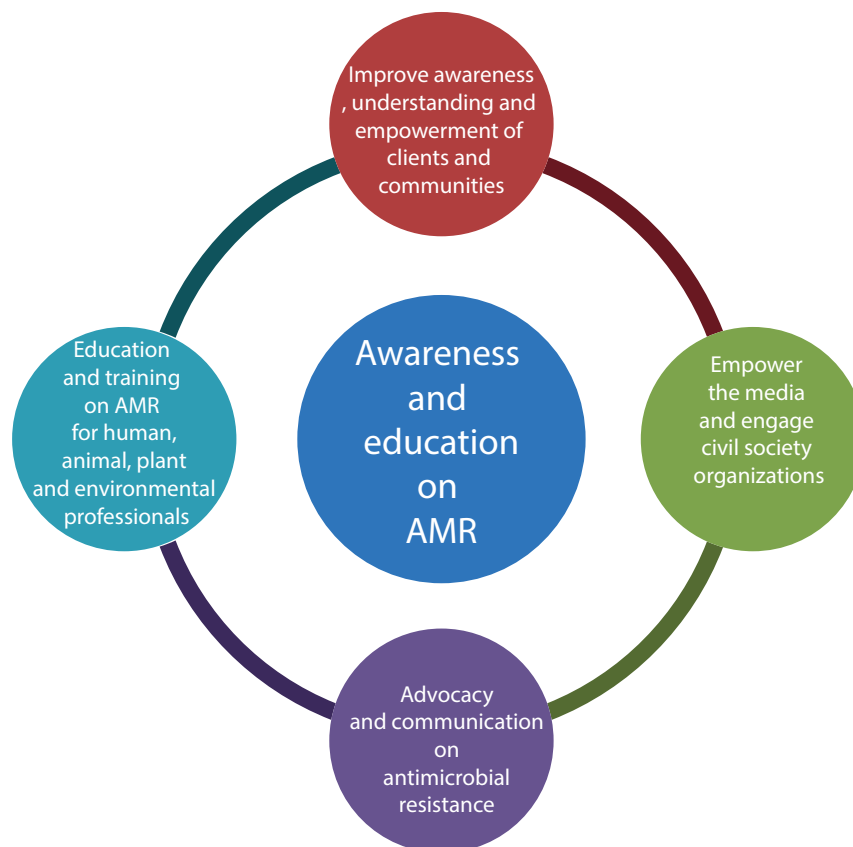 Improve awareness
, understanding and
empowerment of
clients and
communities
Education
and training
on AMR
for human,
animal, plant
and environmental
professionals
Awareness
and
education
on
AMR
Empower
the media
and engage
civil society
organizations
Advocacy
and communication
on
antimicrobial
resistance